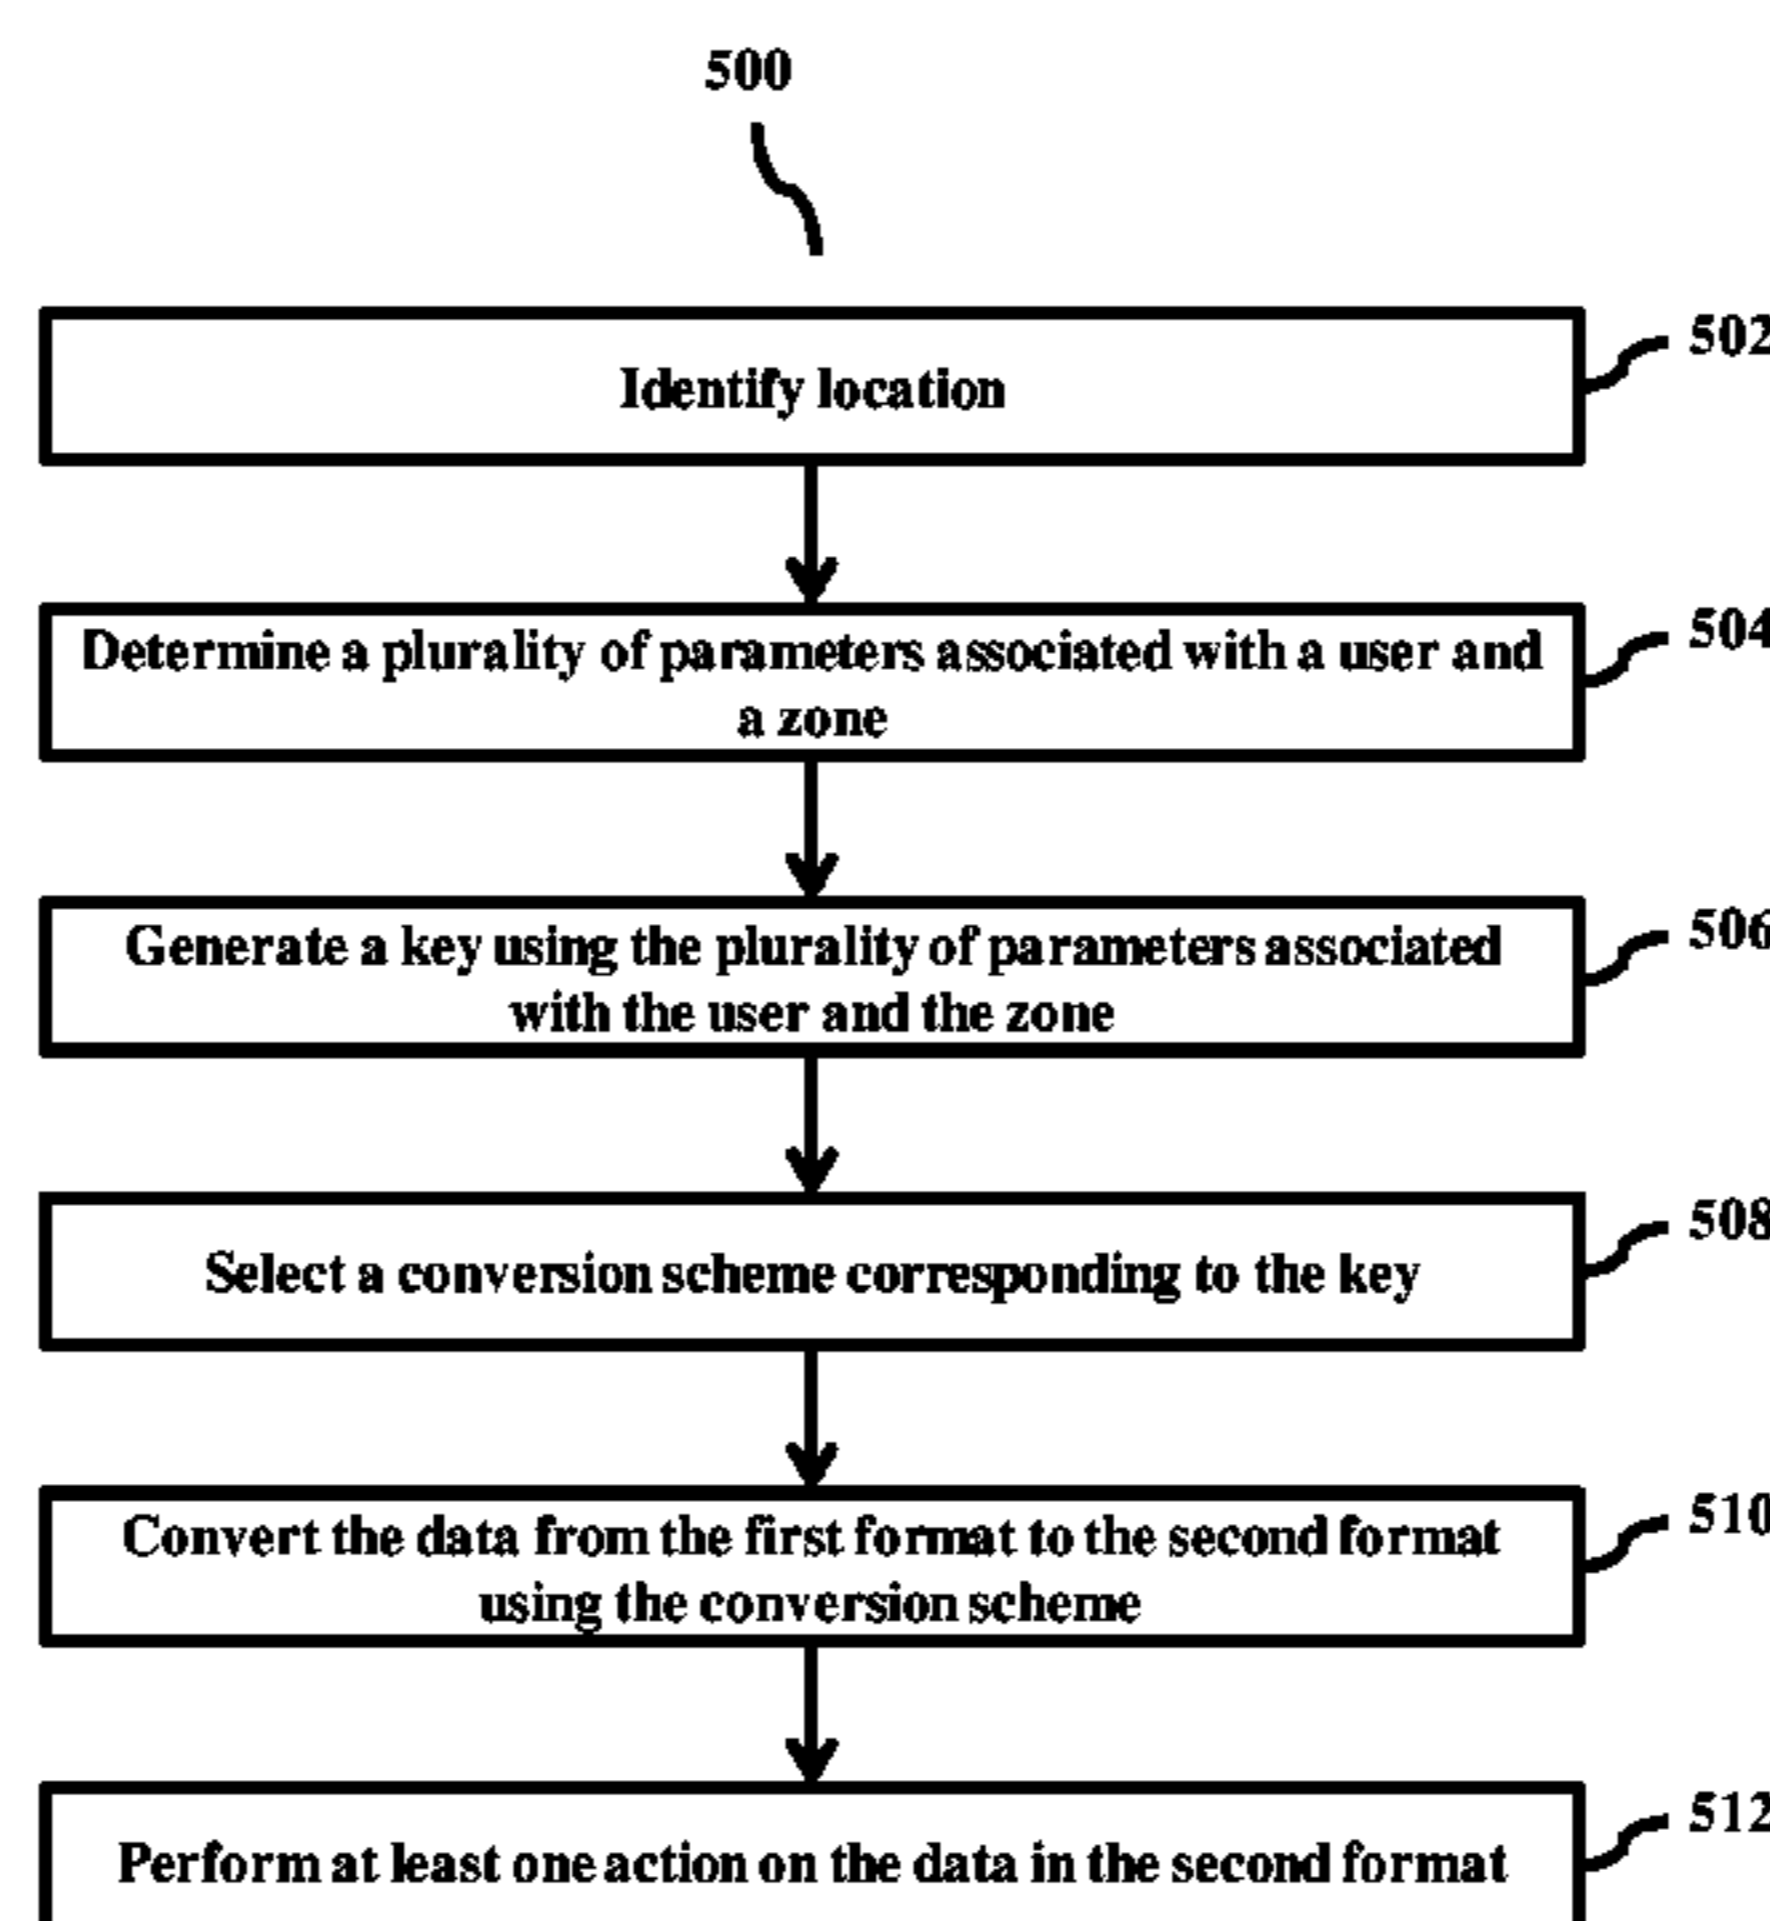 500
Identify location
502
Determine a plurality of parameters associated with a user and
a zone
504
Generate a key using the plurality of parameters associated
with the user and the zone
506
Select a conversion scheme corresponding to the key
508
Convert the data from the first format to the second format
using the conversion scheme
510
Perform at least one action on the data in the second format
512